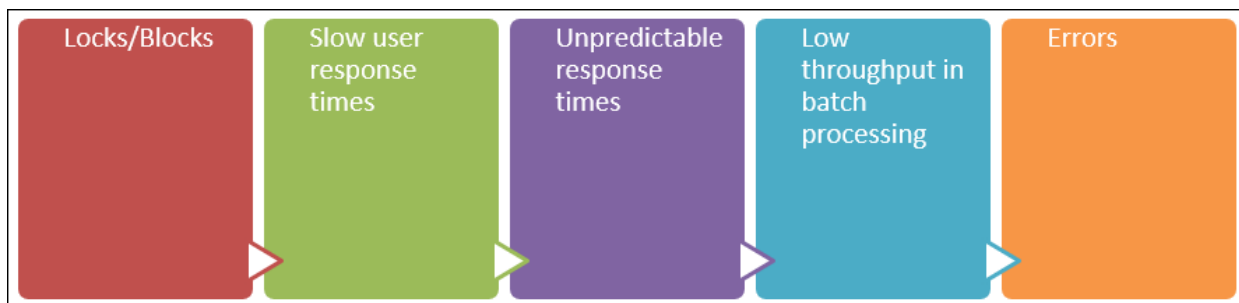 Locks/Blocks
Slow user
response
times
Unpredictable
response
times
Low
throughput in
batch
processing
Errors